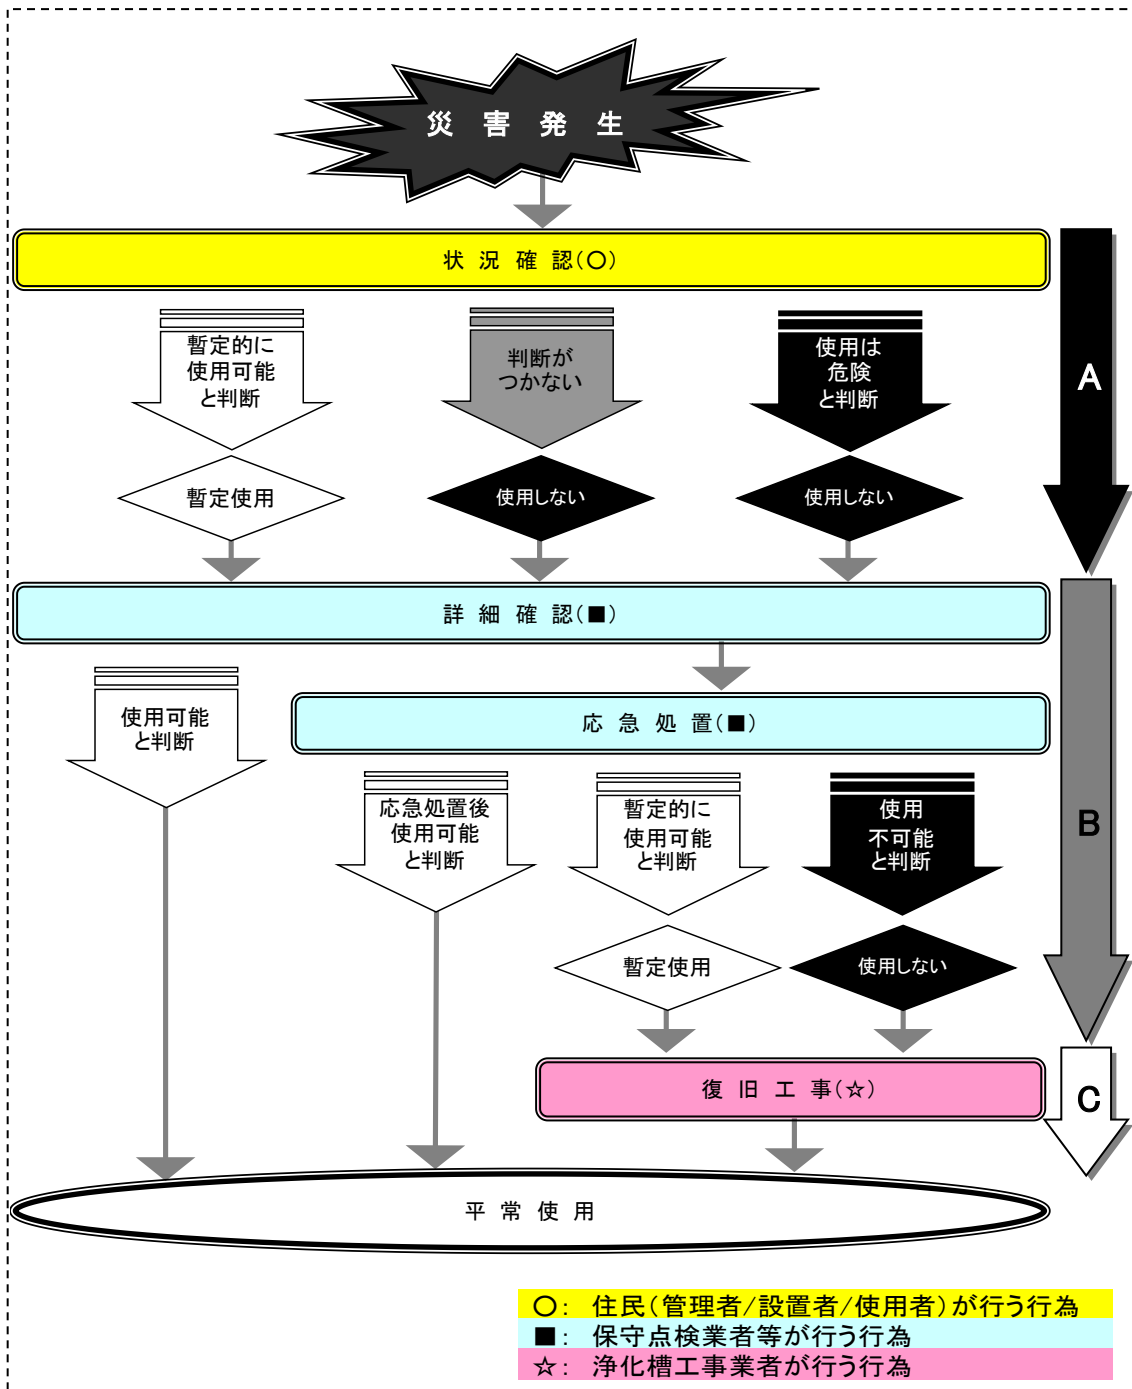 災 害 発 生
状 況 確 認(○)
暫定的に
使用可能
と判断
判断が
つかない
使用は
危険
と判断
A
暫定使用
使用しない
使用しない
詳 細 確 認(■)
使用可能
と判断
応 急 処 置(■)
応急処置後
使用可能
と判断
暫定的に
使用可能
と判断
使用
不可能
と判断
B
暫定使用
使用しない
復 旧 工 事(☆)
C
平 常 使 用
○: 住民(管理者/設置者/使用者)が行う行為
■: 保守点検業者等が行う行為
☆: 浄化槽工事業者が行う行為